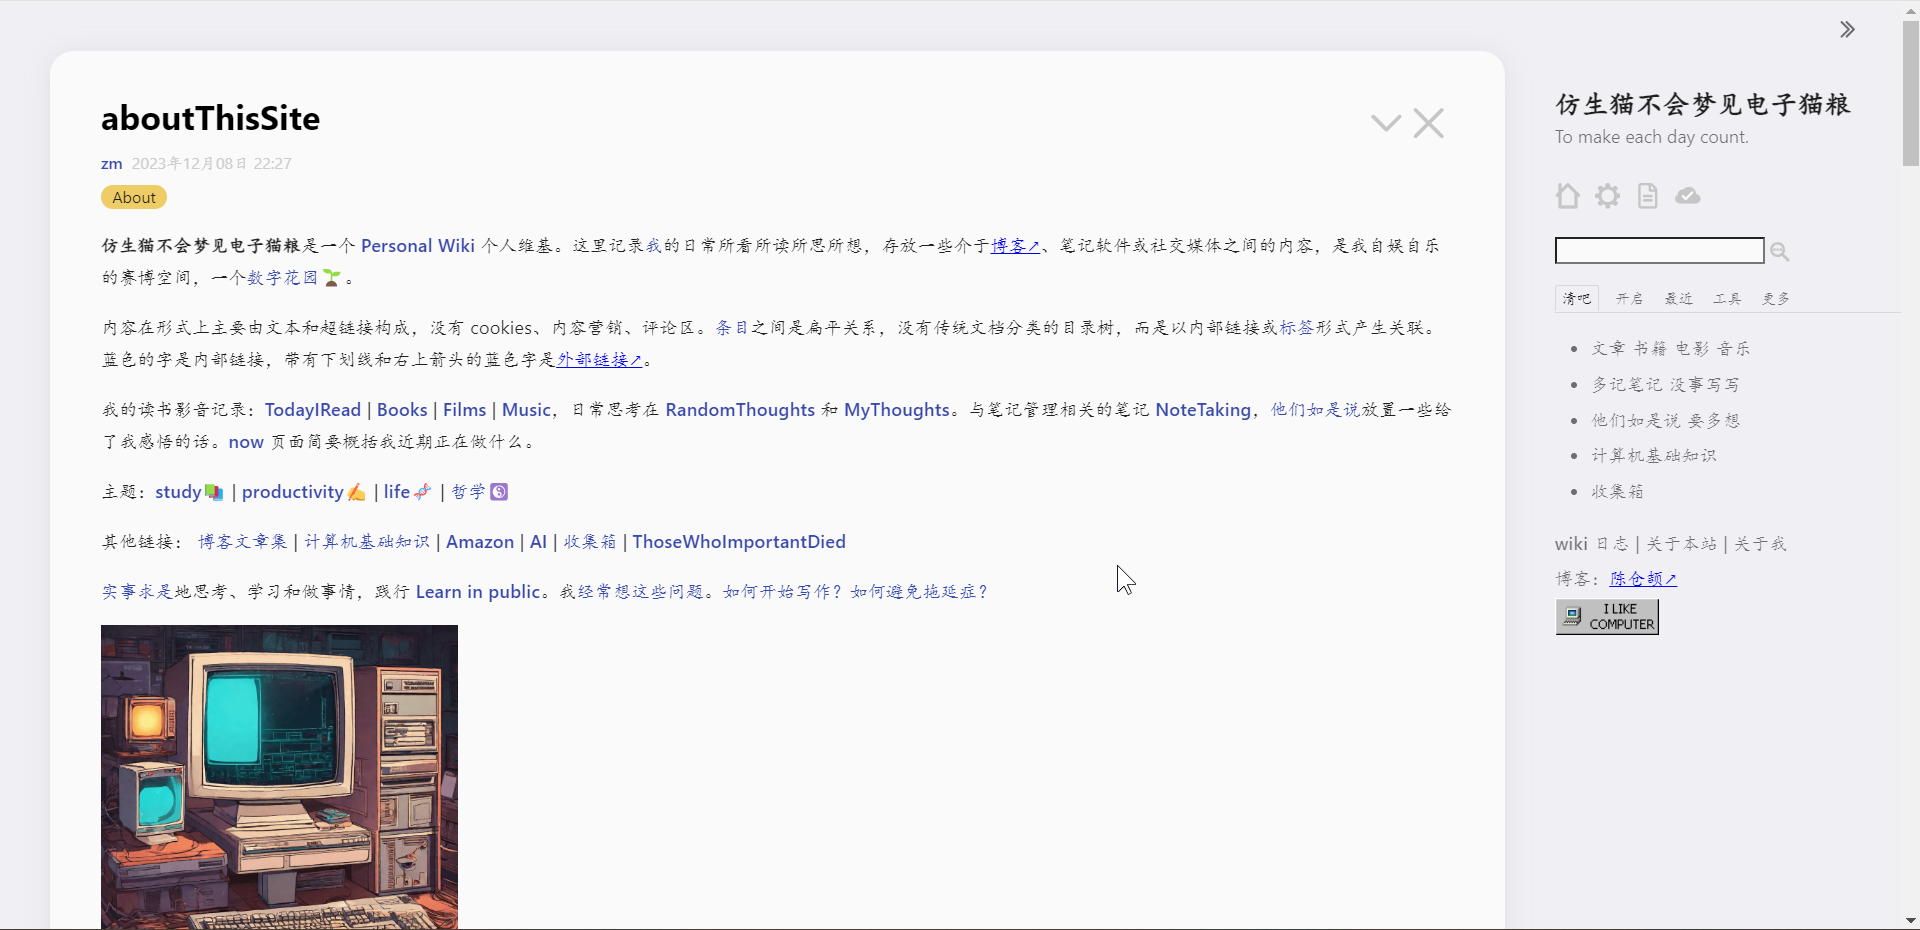 aboutThisSite
zm 2023年12月08日 22:27
About
仿生猫不会梦见电子猫粮是一个 Personal Wiki 个人维基。这里记录我的日常所看所读所思所想，存放一些介于博客↗、笔记软件或社交媒体之间的内容，是我自娱自乐
的赛博空间，一个数字花园🌱。
内容在形式上主要由文本和超链接构成，没有 cookies、内容营销、评论区。条目之间是扁平关系，没有传统文档分类的目录树，而是以内部链接或标签形式产生关联。
蓝色的字是内部链接，带有下划线和右上箭头的蓝色字是外部链接↗。
我的读书影音记录：TodayIRead | Books | Films | Music，日常思考在 RandomThoughts 和 MyThoughts。与笔记管理相关的笔记 NoteTaking，他们如是说放置一些给
了我感悟的话。now 页面简要概括我近期正在做什么。
主题：study📚 | productivity✍ | life🧬 | 哲学☯
其他链接： 博客文章集 | 计算机基础知识 | Amazon | AI | 收集箱 | ThoseWhoImportantDied
实事求是地思考、学习和做事情，践行 Learn in public。我经常想这些问题。如何开始写作？如何避免拖延症？
仿生猫不会梦见电子猫粮
To make each day count.
清吧 开启 最近 工具 更多
文章 书籍 电影 音乐
多记笔记 没事写写
他们如是说 要多想
计算机基础知识
收集箱
wiki 日志 | 关于本站 | 关于我
博客：陈仓颉↗
I LIKE
COMPUTER